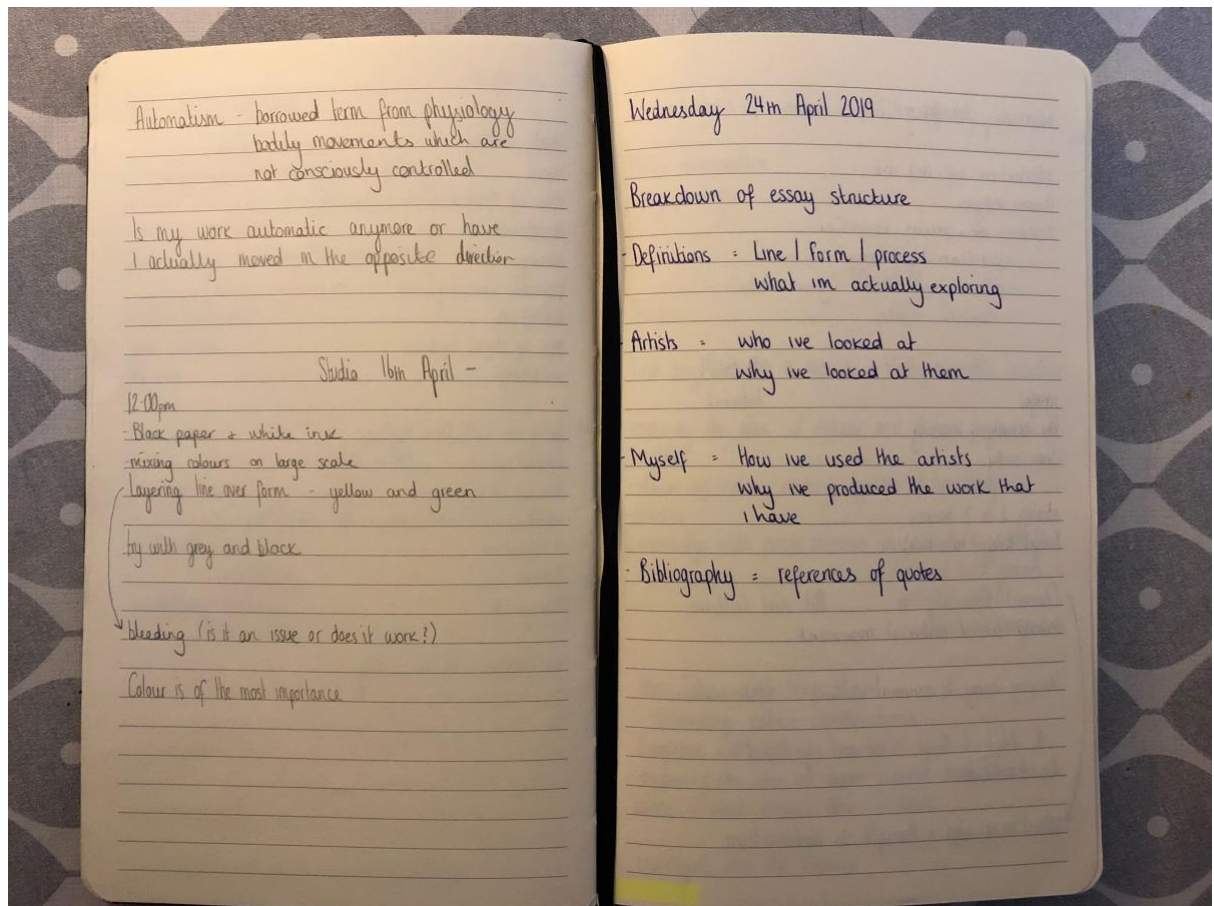 Automatism - borrowed term from physiology
bodily movements which are
not consciously controlled
Is my work automatic anymore or have
I actually moved in the opposite direction
Studio 16th April -
12:00pm
- Black paper + white ink
- mixing colours on large scale
- Layering line over form - yellow and green
try with grey and black
bleeding (is it an issue or does it work?)
Colour is of the most importance
Wednesday 24th April 2019
Breakdown of essay structure
- Definitions = Line / Form / process
what im actually exploring
- Artists = who ive looked at
why ive looked at them
- Myself = How ive used the artists
why ive produced the work that
i have
- Bibliography = references of quotes